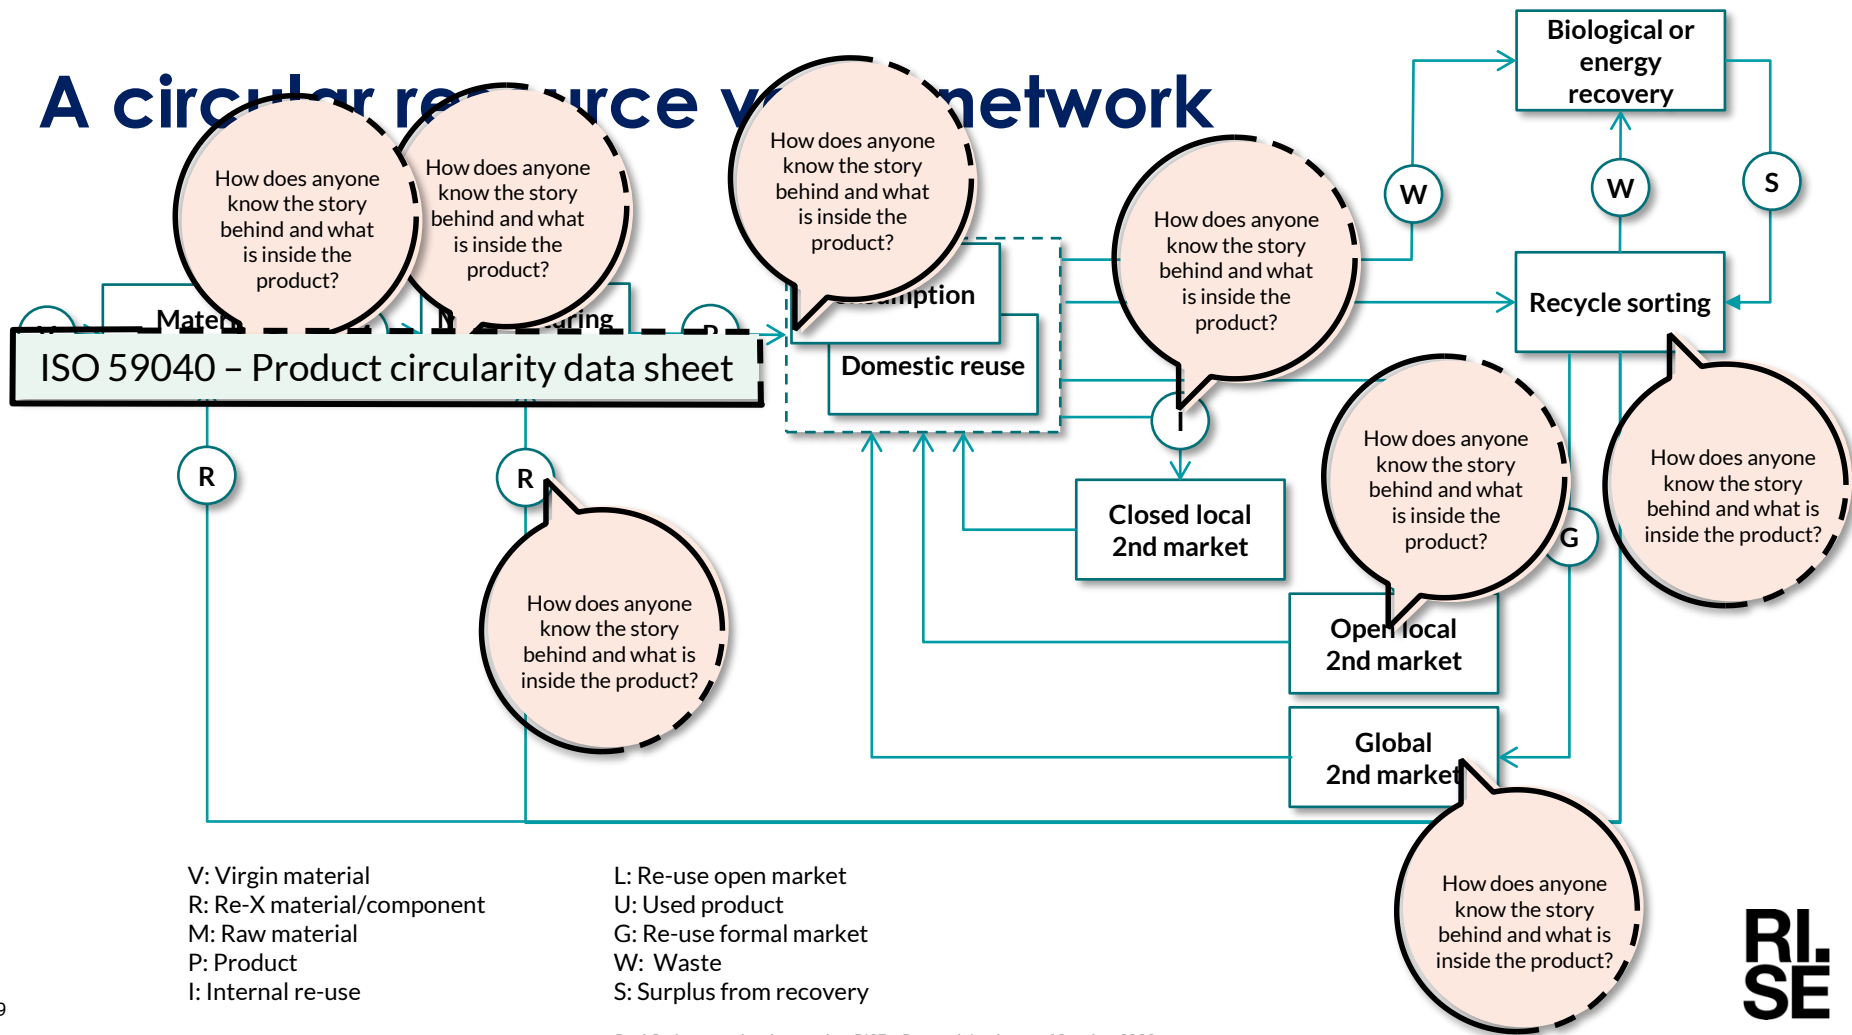 A circular resource value network
Biological or
energy
recovery
How does anyone
know the story
behind and what
is inside the
product?
How does anyone
know the story
behind and what
is inside the
product?
How does anyone
know the story
behind and what
is inside the
product?
How does anyone
know the story
behind and what
is inside the
product?
W
W
S
Recycle sorting
Domestic reuse
ISO 59040 – Product circularity data sheet
I
R
R
Closed local
2nd market
How does anyone
know the story
behind and what
is inside the
product?
How does anyone
know the story
behind and what is
inside the product?
G
How does anyone
know the story
behind and what is
inside the product?
Open local
2nd market
Global
2nd market
How does anyone
know the story
behind and what is
inside the product?
V: Virgin material
R: Re-X material/component
M: Raw material
P: Product
I: Internal re-use
L: Re-use open market
U: Used product
G: Re-use formal market
W: Waste
S: Surplus from recovery
RI.
SE
9